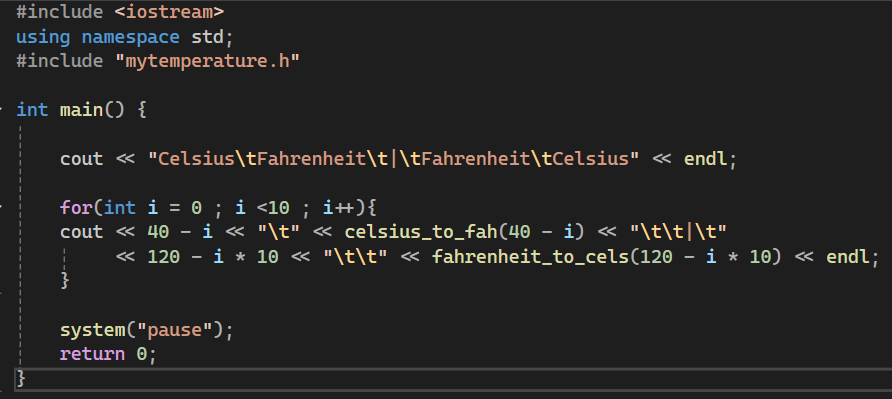 #include <iostream>
using namespace std;
#include "mytemperature.h"
int main() {
cout << "Celsius\tFahrenheit\t|\tFahrenheit\tCelsius" << endl;
for(int i = 0 ; i <10 ; i++){
cout << 40 - i << "\t" << celsius_to_fah(40 - i) << "\t\t|\t"
<< 120 - i * 10 << "\t\t" << fahrenheit_to_cels(120 - i * 10) << endl;
}
system("pause");
return 0;
}